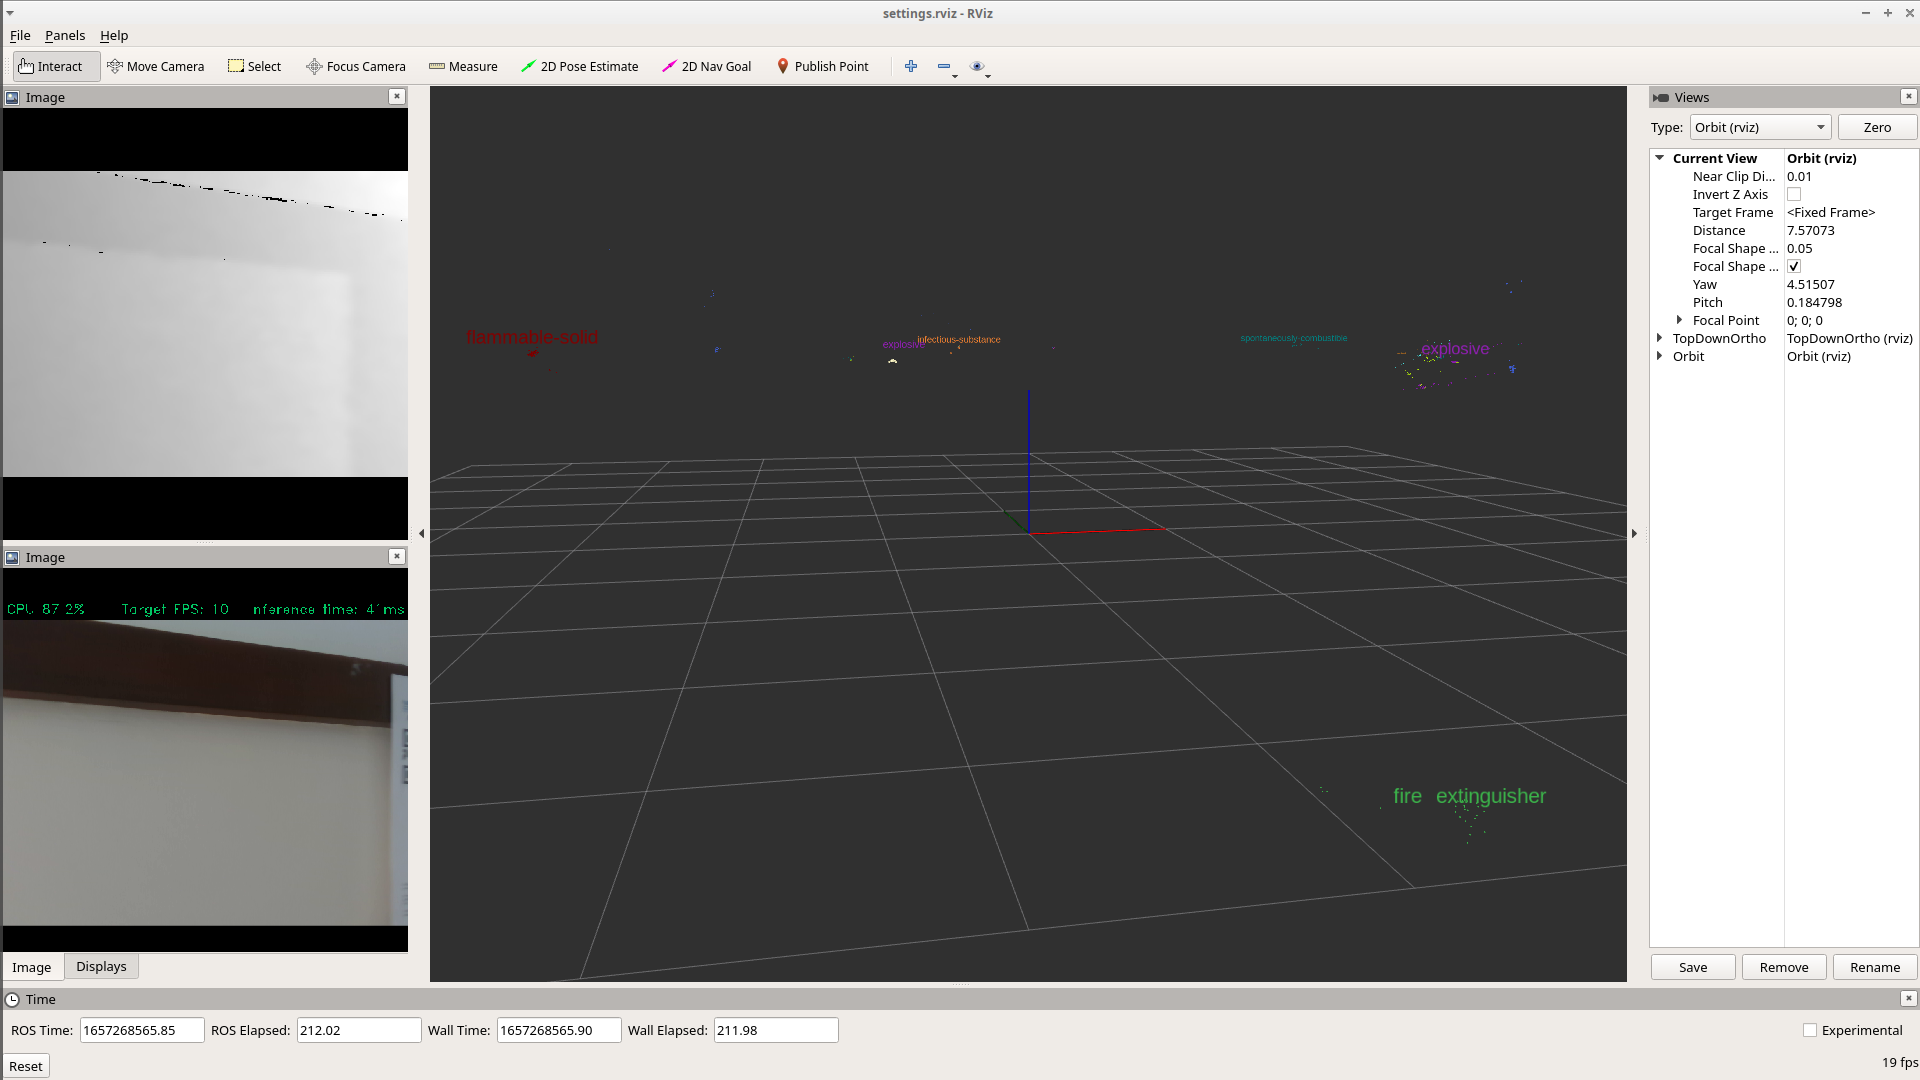 settings.rviz - RViz
File Panels Help
Interact Move Camera Select Focus Camera Measure 2D Pose Estimate 2D Nav Goal Publish Point
Image
Image
CPU 87.2% Target FPS: 10 nference time: 41ms
Image Displays
flammable-solid
explosive
infectious-substance
spontaneously-combustible
explosive
fire extinguisher
Views
Type: Orbit (rviz) Zero
Current View Orbit (rviz)
Near Clip Di... 0.01
Invert Z Axis
Target Frame <Fixed Frame>
Distance 7.57073
Focal Shape ... 0.05
Focal Shape ... ✓
Yaw 4.51507
Pitch 0.184798
Focal Point 0; 0; 0
TopDownOrtho TopDownOrtho (rviz)
Orbit Orbit (rviz)
Save Remove Rename
Time
ROS Time: 1657268565.85 ROS Elapsed: 212.02 Wall Time: 1657268565.90 Wall Elapsed: 211.98 Experimental
Reset 19 fps